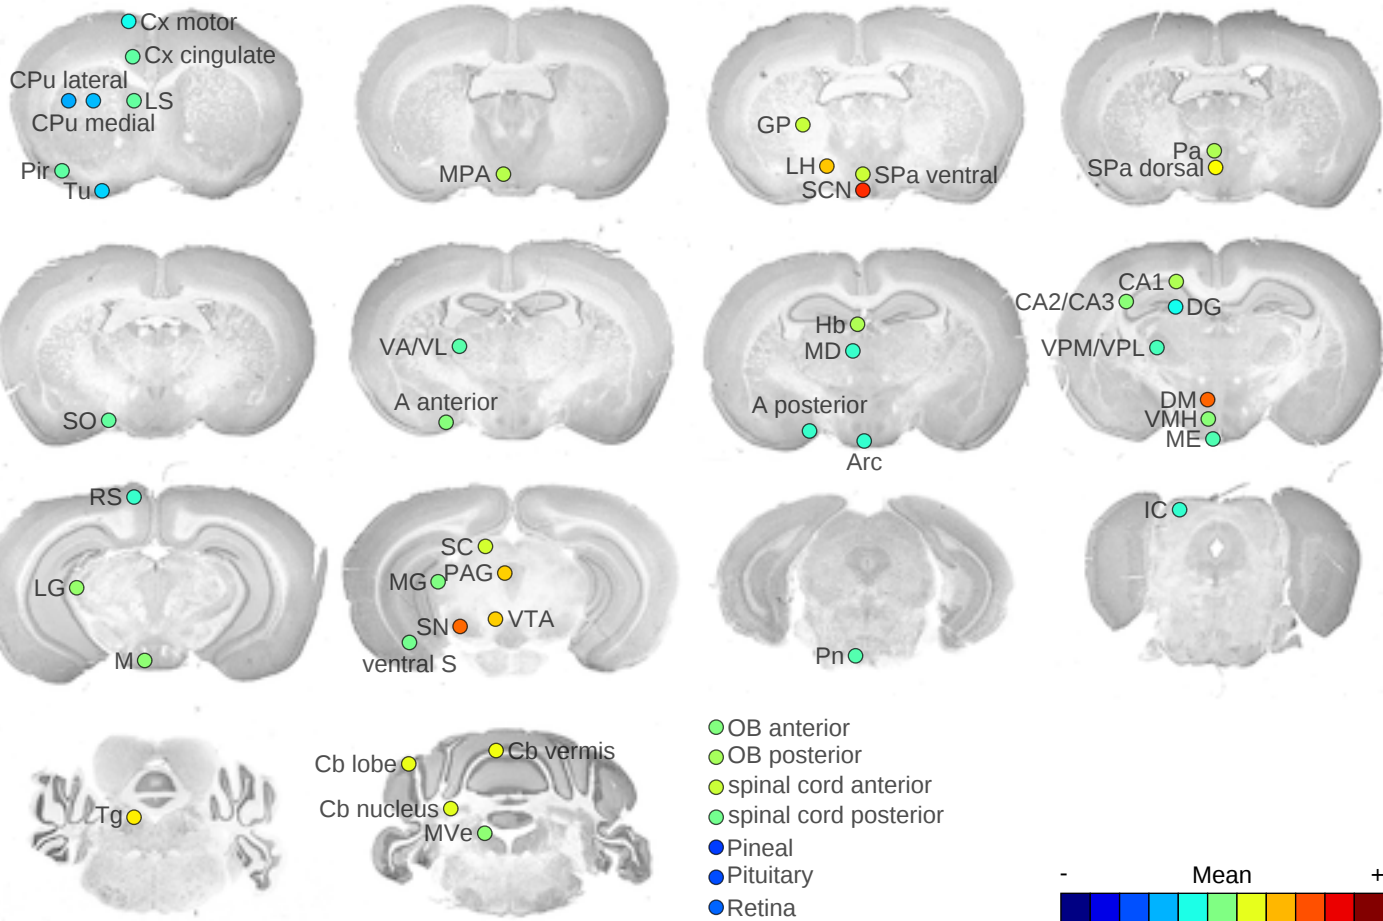 Cx motor
Cx cingulate
CPu lateral
LS
CPu medial
Pir
Tu
MPA
GP
LH
SPa ventral
SCN
Pa
SPa dorsal
SO
VA/VL
A anterior
Hb
MD
A posterior
Arc
CA1
CA2/CA3
DG
VPM/VPL
DM
VMH
ME
RS
LG
M
SC
PAG
MG
SN
VTA
ventral S
Pn
IC
Tg
Cb lobe
Cb vermis
Cb nucleus
MVe
OB anterior
OB posterior
spinal cord anterior
spinal cord posterior
Pineal
Pituitary
Retina
- Mean +